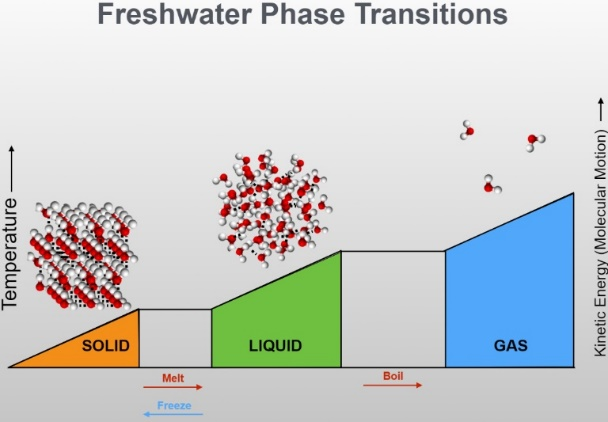 Freshwater Phase Transitions
Temperature
Kinetic Energy (Molecular Motion)
SOLID
LIQUID
GAS
Melt
Boil
Freeze